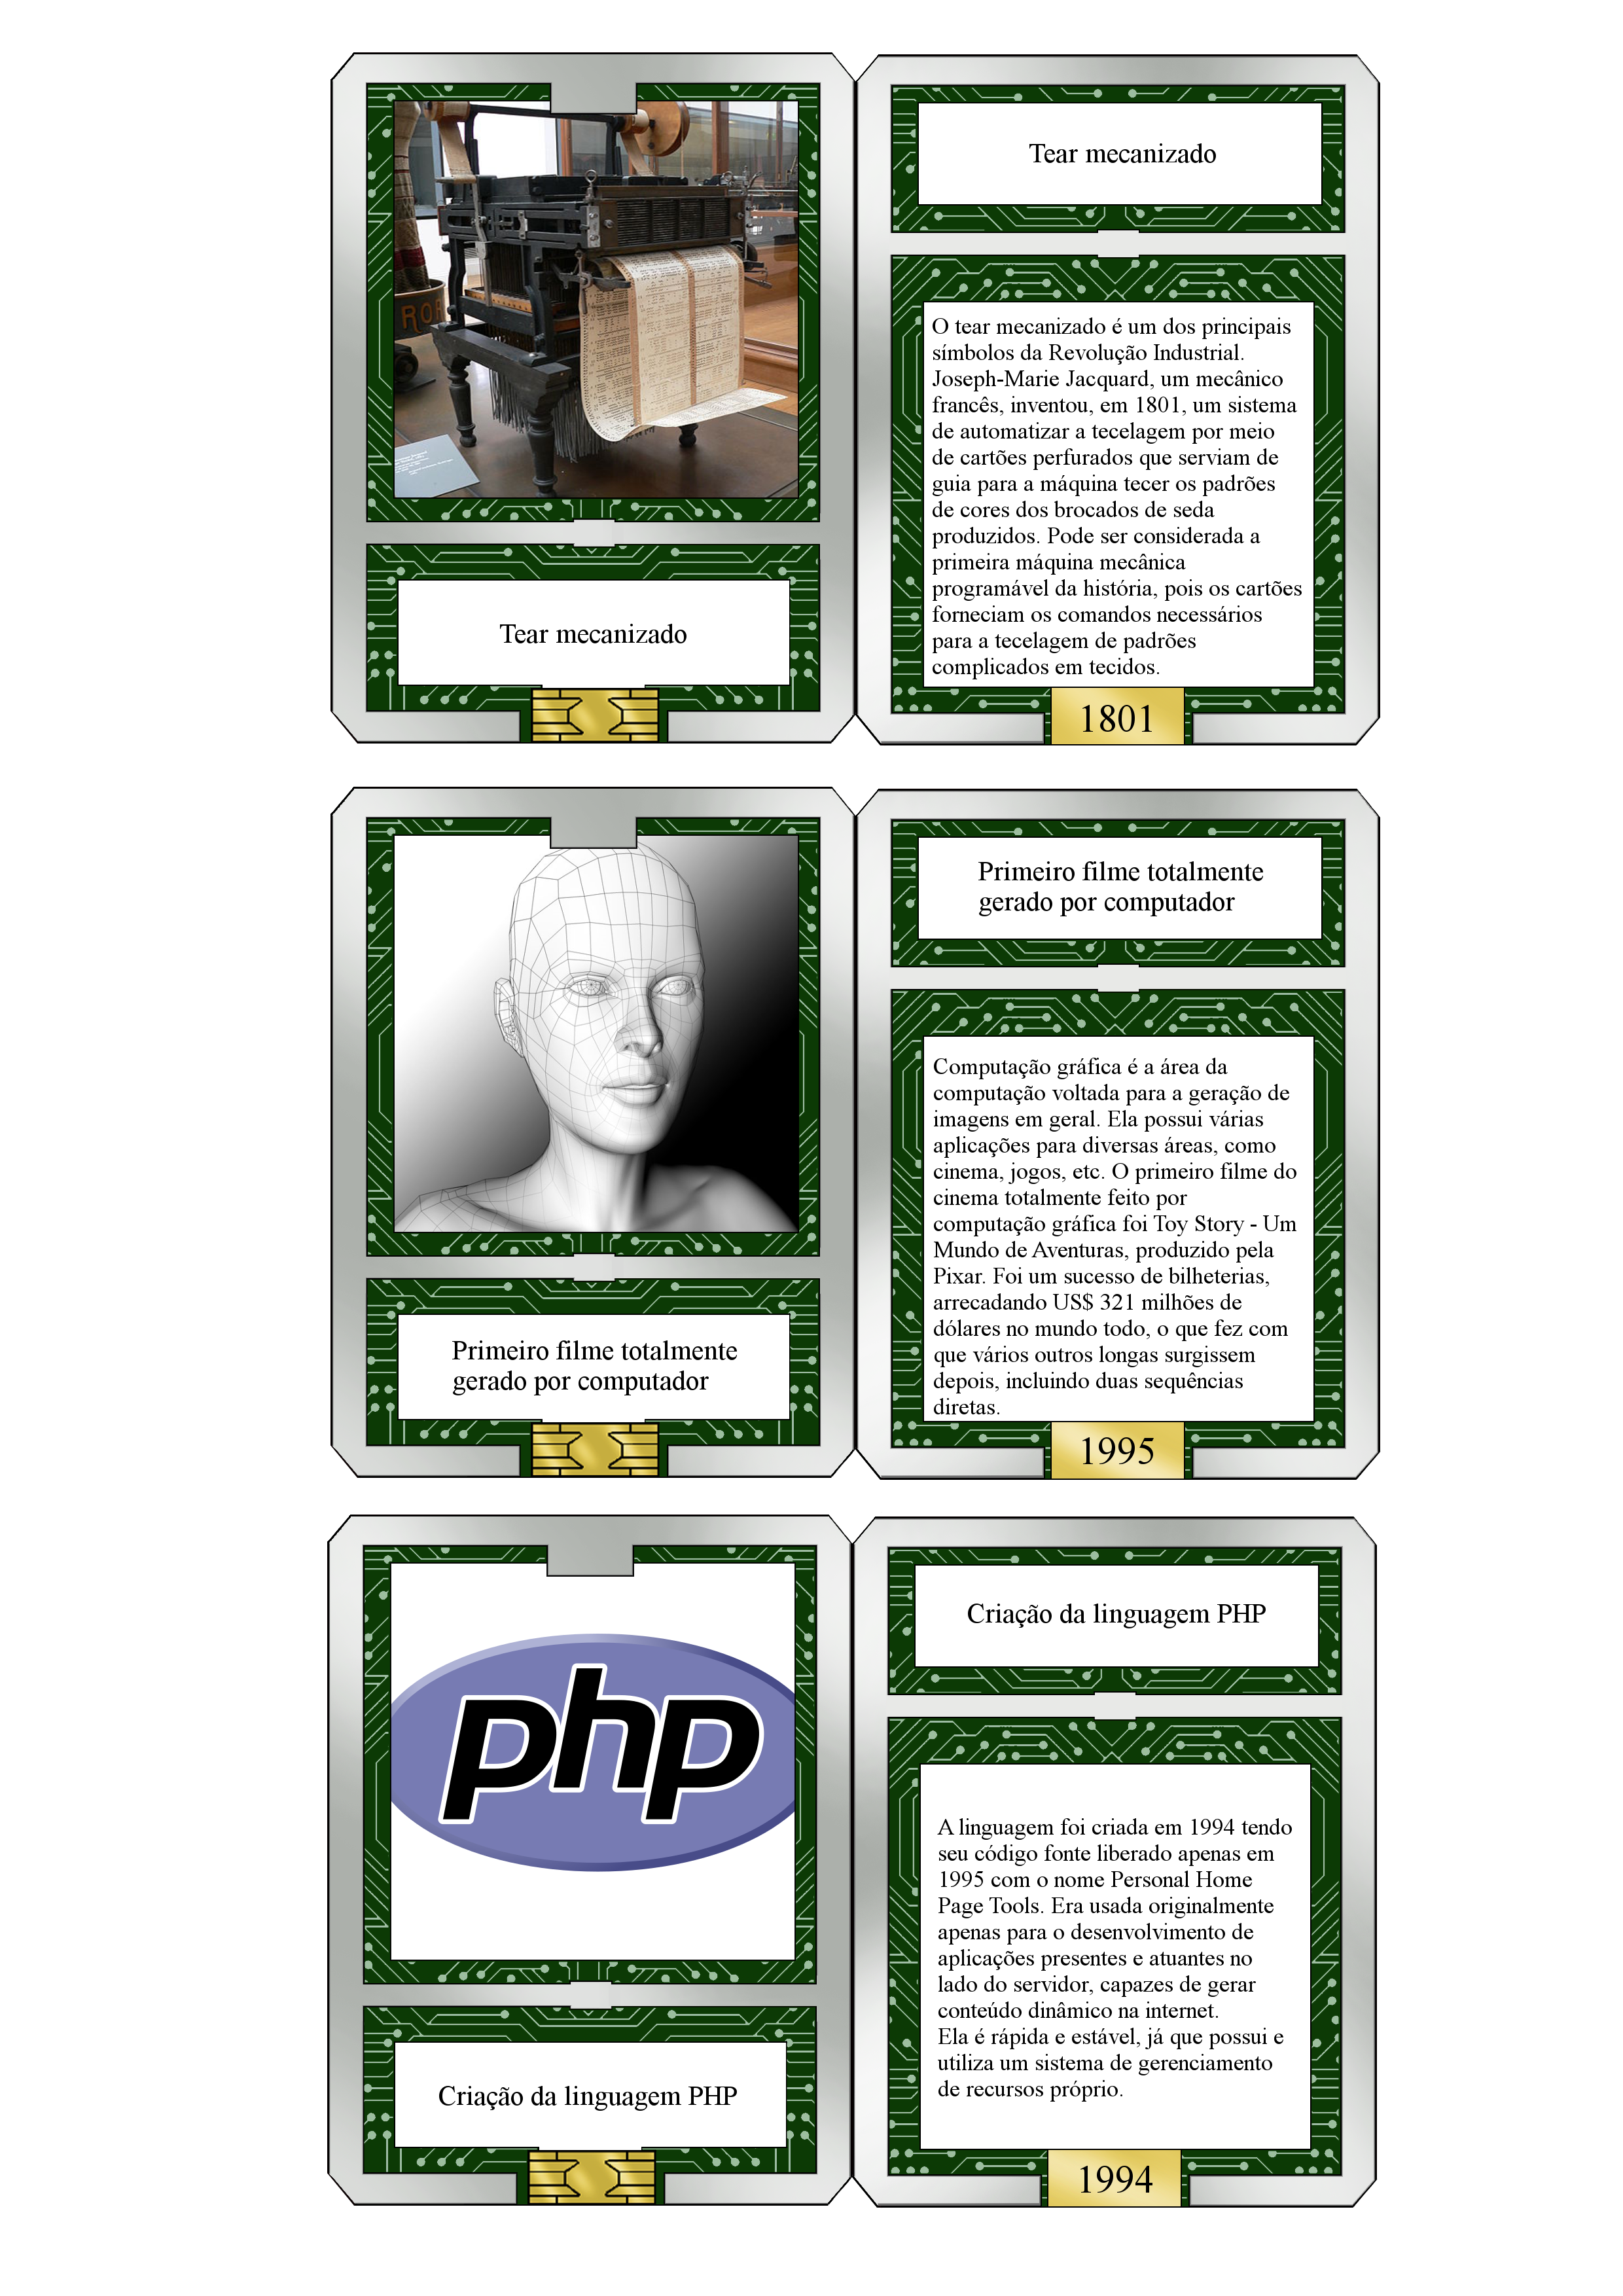 ROB
Tear mecanizado
Tear mecanizado
O tear mecanizado é um dos principais
símbolos da Revolução Industrial.
Joseph-Marie Jacquard, um mecânico
francês, inventou, em 1801, um sistema
de automatizar a tecelagem por meio
de cartões perfurados que serviam de
guia para a máquina tecer os padrões
de cores dos brocados de seda
produzidos. Pode ser considerada a
primeira máquina mecânica
programável da história, pois os cartões
forneciam os comandos necessários
para a tecelagem de padrões
complicados em tecidos.
1801
Primeiro filme totalmente
gerado por computador
Primeiro filme totalmente
gerado por computador
Computação gráfica é a área da
computação voltada para a geração de
imagens em geral. Ela possui várias
aplicações para diversas áreas, como
cinema, jogos, etc. O primeiro filme do
cinema totalmente feito por
computação gráfica foi Toy Story - Um
Mundo de Aventuras, produzido pela
Pixar. Foi um sucesso de bilheterias,
arrecadando US$ 321 milhões de
dólares no mundo todo, o que fez com
que vários outros longas surgissem
depois, incluindo duas sequências
diretas.
1995
php
Criação da linguagem PHP
Criação da linguagem PHP
A linguagem foi criada em 1994 tendo
seu código fonte liberado apenas em
1995 com o nome Personal Home
Page Tools. Era usada originalmente
apenas para o desenvolvimento de
aplicações presentes e atuantes no
lado do servidor, capazes de gerar
conteúdo dinâmico na internet.
Ela é rápida e estável, já que possui e
utiliza um sistema de gerenciamento
de recursos próprio.
1994